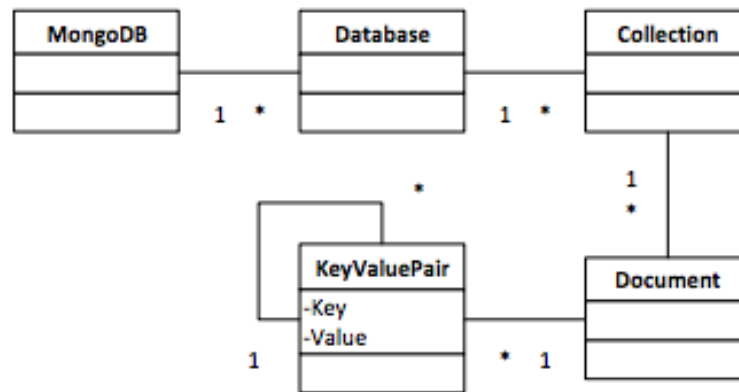 MongoDB Database Collection
1 * 1 *
* 1
*
KeyValuePair Document
-Key
-Value
1 * 1